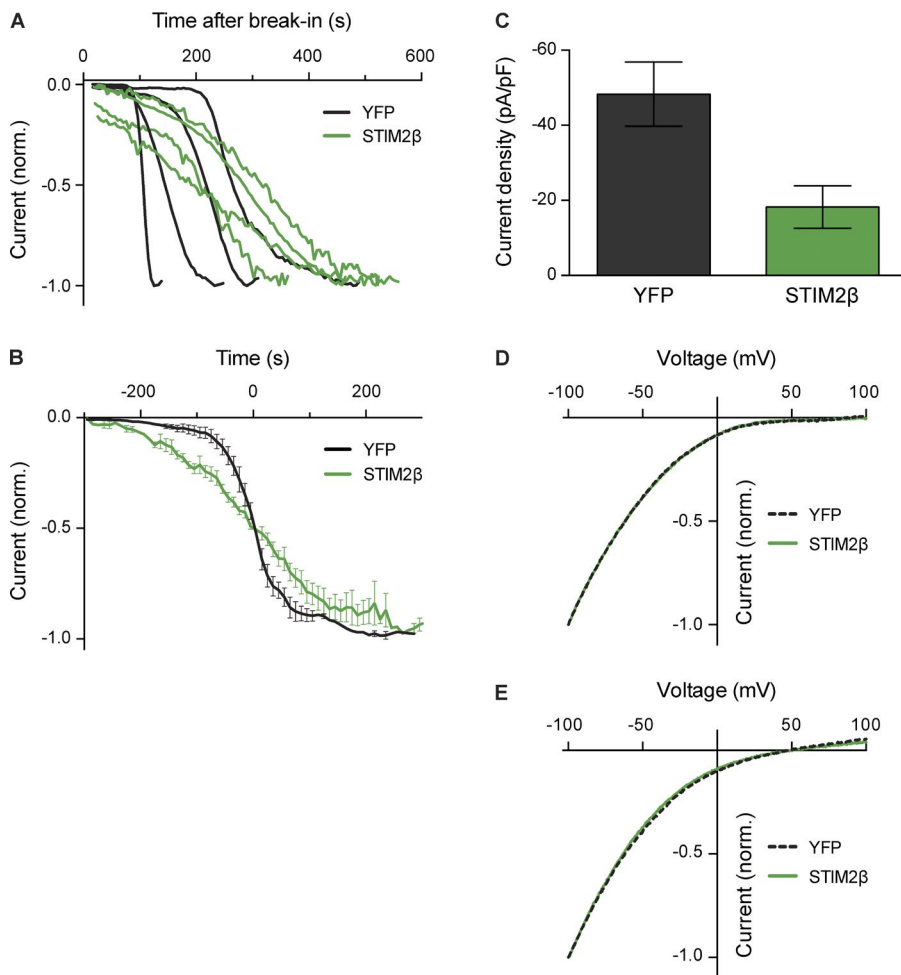 A
Time after break-in (s)
0 200 400 600
0.0
-0.5
-1.0
Current (norm.)
YFP
STIM2β
B
Time (s)
-200 0 200
0.0
-0.5
-1.0
Current (norm.)
YFP
STIM2β
C
-60
-40
-20
0
Current density (pA/pF)
YFP STIM2β
D
Voltage (mV)
-100 -50 50 100
-0.5
-1.0
Current (norm.)
YFP
STIM2β
E
Voltage (mV)
-100 -50 50 100
-0.5
-1.0
Current (norm.)
YFP
STIM2β